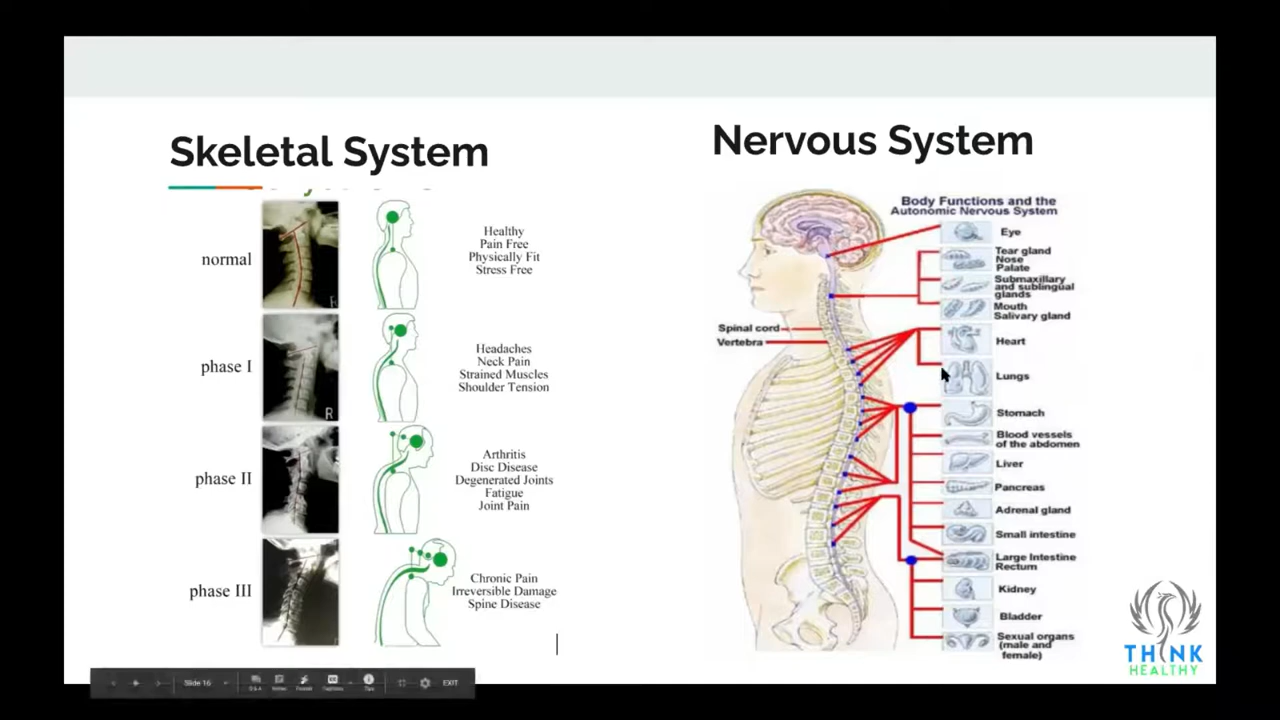 Skeletal System
normal
Healthy
Pain Free
Physically Fit
Stress Free
phase I
Headaches
Neck Pain
Strained Muscles
Shoulder Tension
R
phase II
Arthritis
Disc Disease
Degenerated Joints
Fatigue
Joint Pain
phase III
Chronic Pain
Irreversible Damage
Spine Disease
Nervous System
Body Functions and the
Autonomic Nervous System
Eye
Tear gland
Nose
Palate
Submaxillary
and sublingual
glands
Mouth
Salivary gland
Spinal cord
Vertebra
Heart
Lungs
Stomach
Blood vessels
of the abdomen
Liver
Pancreas
Adrenal gland
Small intestine
Large Intestine
Rectum
Kidney
Bladder
Sexual organs
(male and
female)
THINK
HEALTHY
Slide 16
Q & A
Captions
Tips
EXIT